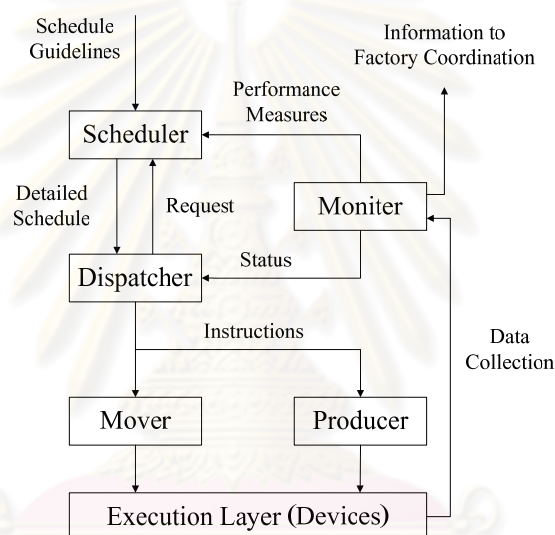 Schedule
Guidelines
Information to
Factory Coordination
Performance
Measures
Scheduler
Detailed
Schedule
Request
Moniter
Status
Dispatcher
Instructions
Data
Collection
Mover
Producer
Execution Layer (Devices)